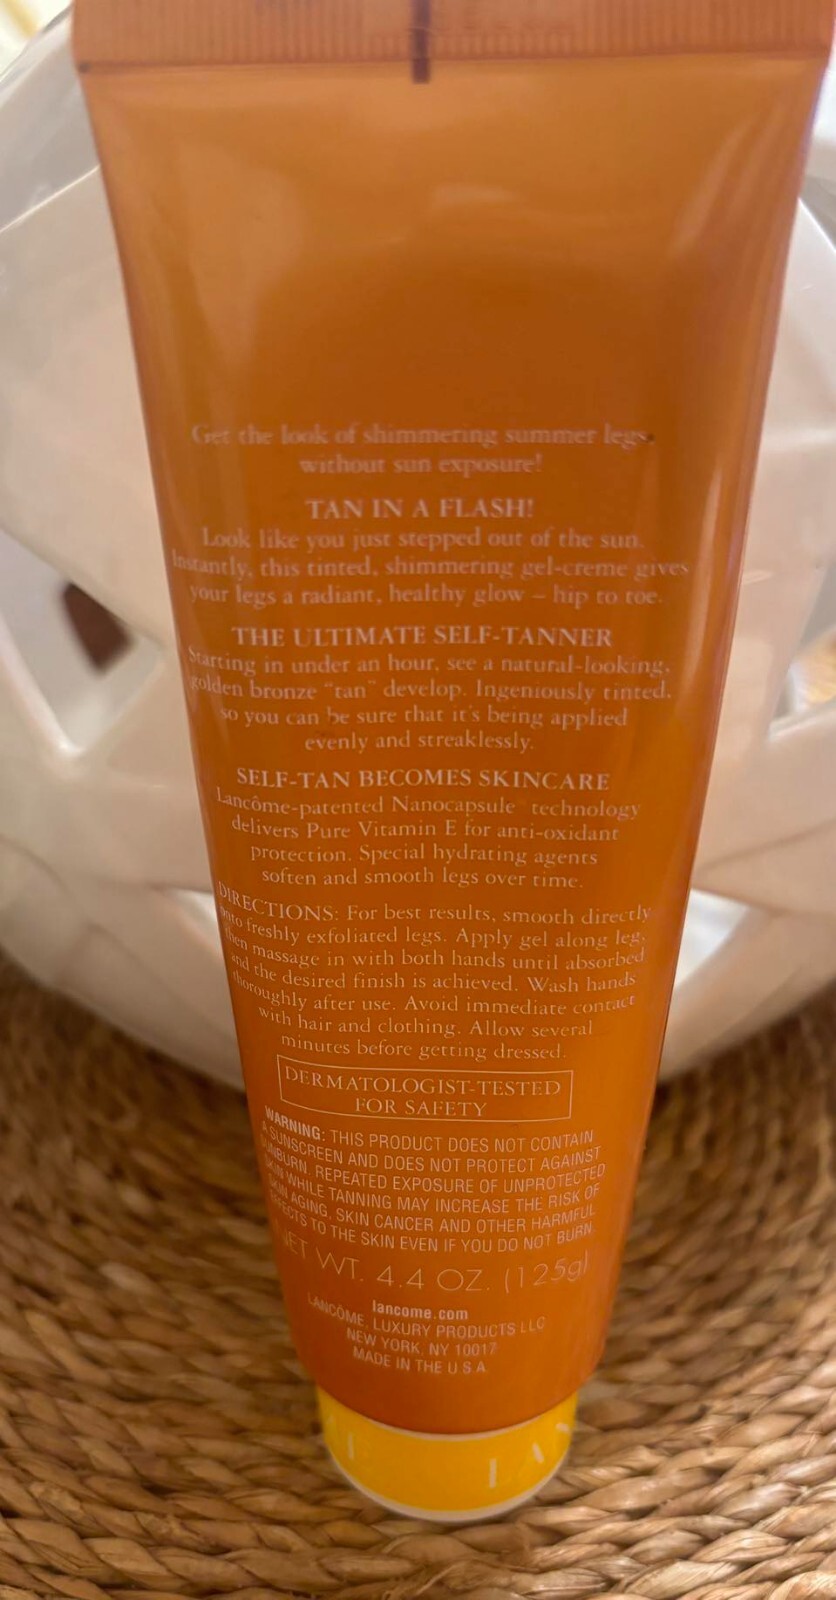 Get the look of shimmering summer legs.
without sun exposure!
TAN IN A FLASH!
Look like you just stepped out of the sun.
Instantly, this tinted, shimmering gel-creme gives
your legs a radiant, healthy glow – hip to toe.
THE ULTIMATE SELF-TANNER
Starting in under an hour, see a natural-looking,
golden bronze "tan" develop. Ingeniously tinted,
so you can be sure that it's being applied
evenly and streaklessly.
SELF-TAN BECOMES SKINCARE
Lancôme-patented Nanocapsule technology
delivers Pure Vitamin E for anti-oxidant
protection. Special hydrating agents
soften and smooth legs over time.
DIRECTIONS: For best results, smooth directly
onto freshly exfoliated legs. Apply gel along leg,
then massage in with both hands until absorbed
and the desired finish is achieved. Wash hands
thoroughly after use. Avoid immediate contact
with hair and clothing. Allow several
minutes before getting dressed.
DERMATOLOGIST-TESTED
FOR SAFETY
WARNING: THIS PRODUCT DOES NOT CONTAIN
A SUNSCREEN AND DOES NOT PROTECT AGAINST
SUNBURN. REPEATED EXPOSURE OF UNPROTECTED
SKIN WHILE TANNING MAY INCREASE THE RISK OF
SKIN AGING, SKIN CANCER AND OTHER HARMFUL
EFFECTS TO THE SKIN EVEN IF YOU DO NOT BURN.
NET WT. 4.4 OZ. (125g)
lancome.com
LANCÔME, LUXURY PRODUCTS LLC
NEW YORK, NY 10017
MADE IN THE U.S.A.
LAN